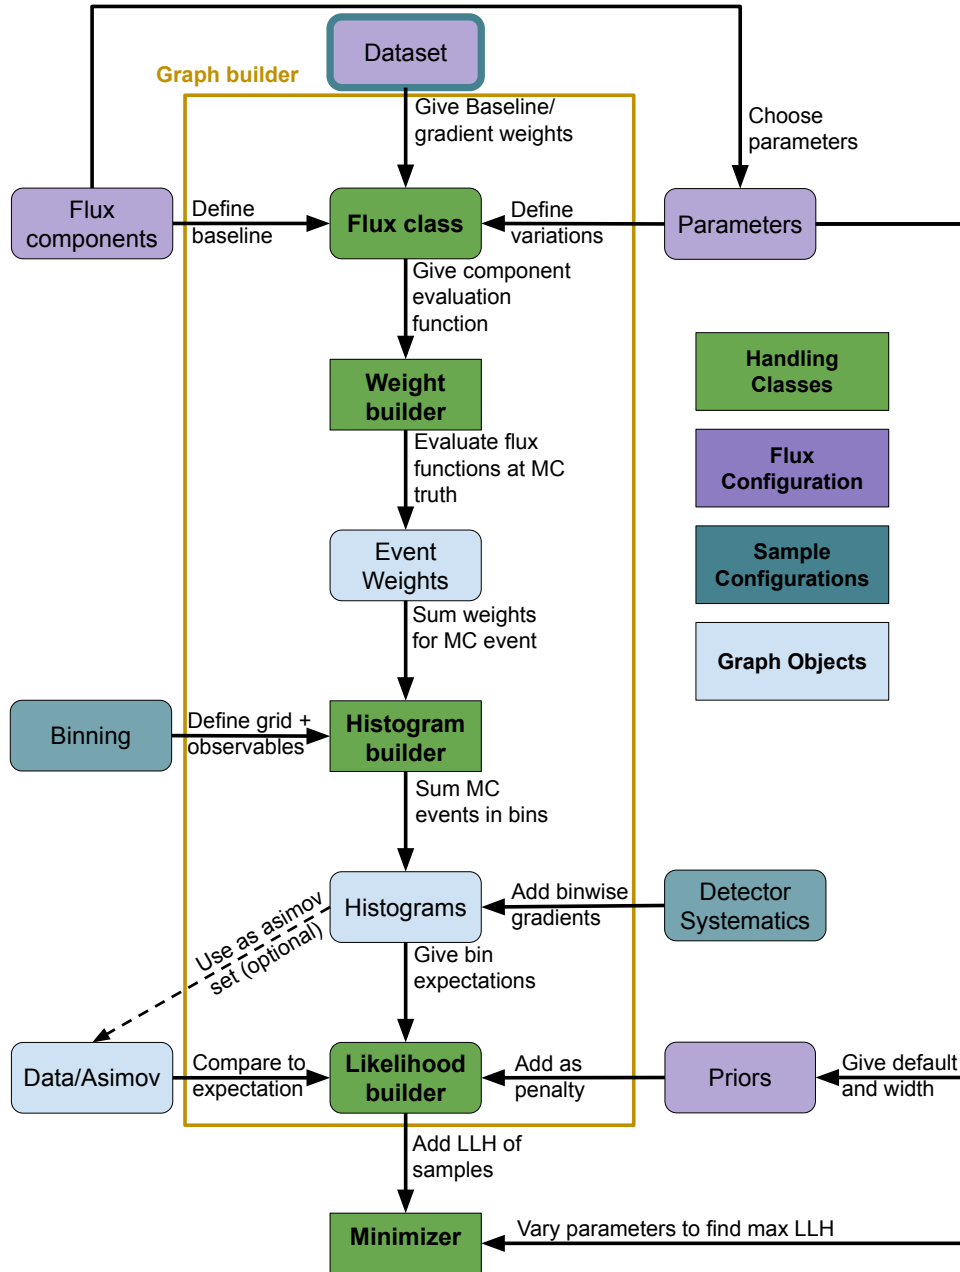 Dataset
Graph builder
Give Baseline/
gradient weights
Choose
parameters
Flux
components
Define
baseline
Flux class
Define
variations
Parameters
Give component
evaluation
function
Weight
builder
Handling
Classes
Evaluate flux
functions at MC
truth
Flux
Configuration
Event
Weights
Sample
Configurations
Sum weights
for MC event
Graph Objects
Binning
Define grid +
observables
Histogram
builder
Sum MC
events in bins
Use as asimov
set (optional)
Histograms
Add binwise
gradients
Detector
Systematics
Give bin
expectations
Data/Asimov
Compare to
expectation
Likelihood
builder
Add as
penalty
Priors
Give default
and width
Add LLH of
samples
Minimizer
Vary parameters to find max LLH